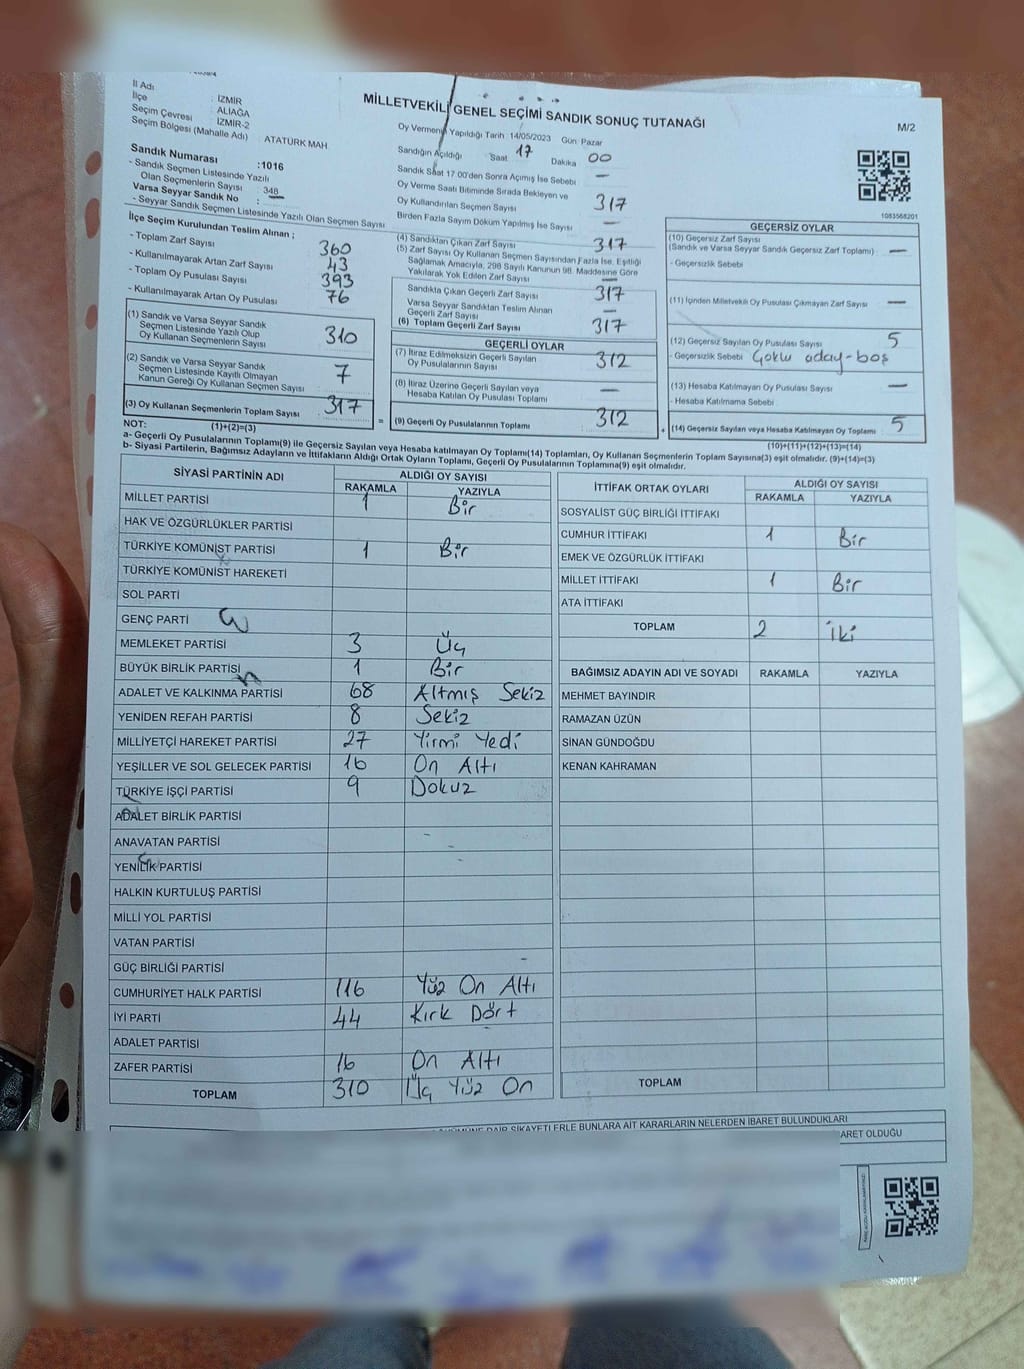 MİLLETVEKİLİ GENEL SEÇİMİ SANDIK SONUÇ TUTANAĞI
M/2
İl Adı : İZMİR
İlçe : ALİAĞA
Seçim Çevresi : İZMİR-2
Seçim Bölgesi (Mahalle Adı) : ATATÜRK MAH
Sandık Numarası :1016
- Sandık Seçmen Listesinde Yazılı
Olan Seçmenlerin Sayısı : 348
Varsa Seyyar Sandık No : —
- Seyyar Sandık Seçmen Listesinde Yazılı Olan Seçmen Sayısı :
Oy Vermenin Yapıldığı Tarih 14/05/2023 Gün: Pazar
Sandığın Açıldığı Saat 17 Dakika 00
Sandık Saat 17.00'den Sonra Açımış İse Sebebi —
Oy Verme Saati Bitiminde Sırada Bekleyen ve
Oy Kullandırılan Seçmen Sayısı 317
Birden Fazla Sayım Döküm Yapılmış İse Sayısı —
1083568201
İlçe Seçim Kurulundan Teslim Alınan ;
- Toplam Zarf Sayısı 360
- Kullanılmayarak Artan Zarf Sayısı 43
- Toplam Oy Pusulası Sayısı 393
- Kullanılmayarak Artan Oy Pusulası 76
(1) Sandık ve Varsa Seyyar Sandık
Seçmen Listesinde Yazılı Olup
Oy Kullanan Seçmenlerin Sayısı 310
(2) Sandık ve Varsa Seyyar Sandık
Seçmen Listesinde Kayıtlı Olmayan
Kanun Gereği Oy Kullanan Seçmen Sayısı 7
(3) Oy Kullanan Seçmenlerin Toplam Sayısı 317
(1)+(2)=(3)
(4) Sandıktan Çıkan Zarf Sayısı 317
(5) Zarf Sayısı Oy Kullanan Seçmen Sayısından Fazla İse, Eşitliği
Sağlamak Amacıyla, 298 Sayılı Kanunun 98. Maddesine Göre
Yakılarak Yok Edilen Zarf Sayısı —
Sandıkta Çıkan Geçerli Zarf Sayısı 317
Varsa Seyyar Sandıktan Teslim Alınan
Geçerli Zarf Sayısı —
(6) Toplam Geçerli Zarf Sayısı 317
GEÇERLİ OYLAR
(7) İtiraz Edilmeksizin Geçerli Sayılan
Oy Pusulalarının Sayısı 312
(8) İtiraz Üzerine Geçerli Sayılan veya
Hesaba Katılan Oy Pusulası Toplamı —
= (9) Geçerli Oy Pusulalarının Toplamı 312
GEÇERSİZ OYLAR
(10) Geçersiz Zarf Sayısı
(Sandık ve Varsa Seyyar Sandık Geçersiz Zarf Toplamı) : —
- Geçersizlik Sebebi
(11) İçinden Milletvekili Oy Pusulası Çıkmayan Zarf Sayısı —
(12) Geçersiz Sayılan Oy Pusulası Sayısı 5
- Geçersizlik Sebebi Çoklu aday-boş
(13) Hesaba Katılmayan Oy Pusulası Sayısı —
- Hesaba Katılmama Sebebi
+ (14) Geçersiz Sayılan veya Hesaba Katılmayan Oy Toplamı 5
(10)+(11)+(12)+(13)=(14)
NOT:
a- Geçerli Oy Pusulalarının Toplamı(9) ile Geçersiz Sayılan veya Hesaba katılmayan Oy Toplamı(14) Toplamları, Oy Kullanan Seçmenlerin Toplam Sayısına(3) eşit olmalıdır. (9)+(14)=(3)
b- Siyasi Partilerin, Bağımsız Adayların ve İttifakların Aldığı Ortak Oyların Toplamı, Geçerli Oy Pusulalarının Toplamına(9) eşit olmalıdır.
SİYASİ PARTİNİN ADI ALDIĞI OY SAYISI
RAKAMLA YAZIYLA
MİLLET PARTİSİ 1 Bir
HAK VE ÖZGÜRLÜKLER PARTİSİ
TÜRKİYE KOMÜNİST PARTİSİ 1 Bir
TÜRKİYE KOMÜNİST HAREKETİ
SOL PARTİ
GENÇ PARTİ
MEMLEKET PARTİSİ 3 Üç
BÜYÜK BİRLİK PARTİSİ 1 Bir
ADALET VE KALKINMA PARTİSİ 68 Altmış Sekiz
YENİDEN REFAH PARTİSİ 8 Sekiz
MİLLİYETÇİ HAREKET PARTİSİ 27 Yirmi Yedi
YEŞİLLER VE SOL GELECEK PARTİSİ 16 On Altı
TÜRKİYE İŞÇİ PARTİSİ 9 Dokuz
ADALET BİRLİK PARTİSİ
ANAVATAN PARTİSİ
YENİLİK PARTİSİ
HALKIN KURTULUŞ PARTİSİ
MİLLİ YOL PARTİSİ
VATAN PARTİSİ
GÜÇ BİRLİĞİ PARTİSİ
CUMHURİYET HALK PARTİSİ 116 Yüz On Altı
İYİ PARTİ 44 Kırk Dört
ADALET PARTİSİ
ZAFER PARTİSİ 16 On Altı
TOPLAM 310 Üç Yüz On
İTTİFAK ORTAK OYLARI ALDIĞI OY SAYISI
RAKAMLA YAZIYLA
SOSYALİST GÜÇ BİRLİĞİ İTTİFAKI
CUMHUR İTTİFAKI 1 Bir
EMEK VE ÖZGÜRLÜK İTTİFAKI
MİLLET İTTİFAKI 1 Bir
ATA İTTİFAKI
TOPLAM 2 iki
BAĞIMSIZ ADAYIN ADI VE SOYADI RAKAMLA YAZIYLA
MEHMET BAYINDIR
RAMAZAN ÜZÜN
SİNAN GÜNDOĞDU
KENAN KAHRAMAN
TOPLAM
DAİR ŞİKAYETLERLE BUNLARA AİT KARARLARIN NELERDEN İBARET BULUNDUKLARI
OLDUĞU